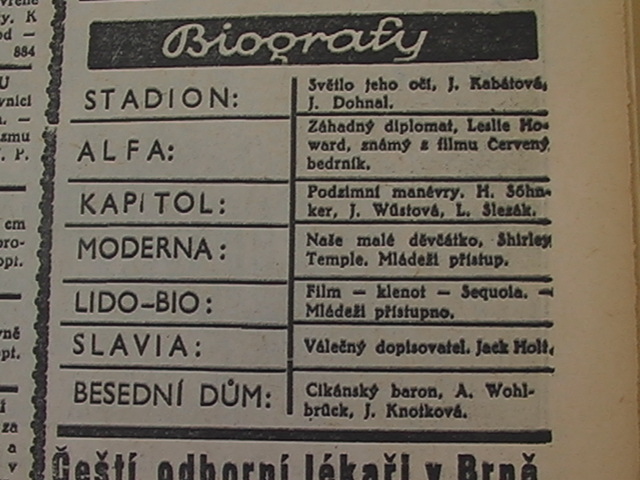 Biografy
STADION:
Světlo jeho očí, J. Kabátová,
J. Dohnal.
ALFA:
Záhadný diplomat, Leslie Ho-
ward, známý z filmu Červený
bedrník.
KAPITOL:
Podzimní manévry. H. Söhn-
ker, J. Wüstová, L. Slezák.
MODERNA:
Naše malé děvčátko, Shirley
Temple. Mládeži přístup.
LIDO-BIO:
Film — klenot — Sequoia. —
Mládeži přístupno.
SLAVIA:
Válečný dopisovatel. Jack Holt.
BESEDNÍ DŮM:
Cikánský baron, A. Wohl-
brück, J. Knotková.
Čeští odborní lékaři v Brně
884